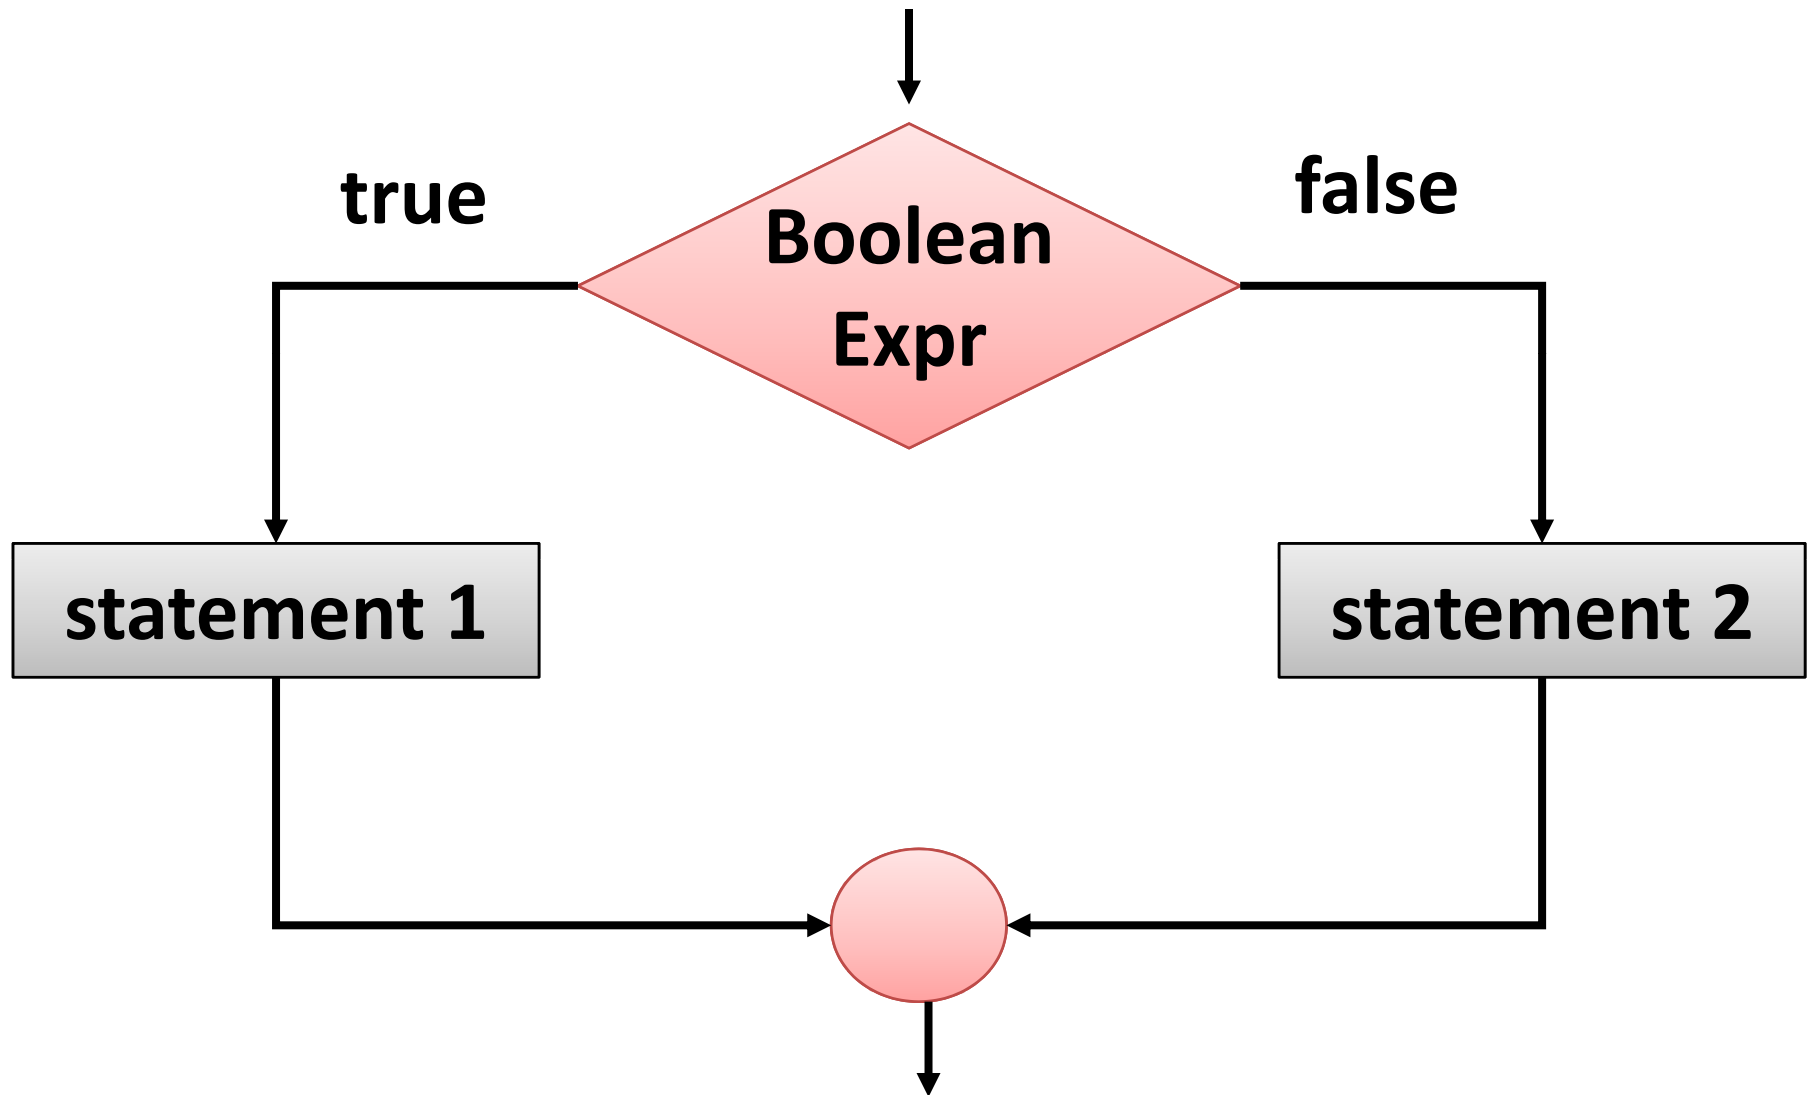 true
false
Boolean
Expr
statement 1
statement 2